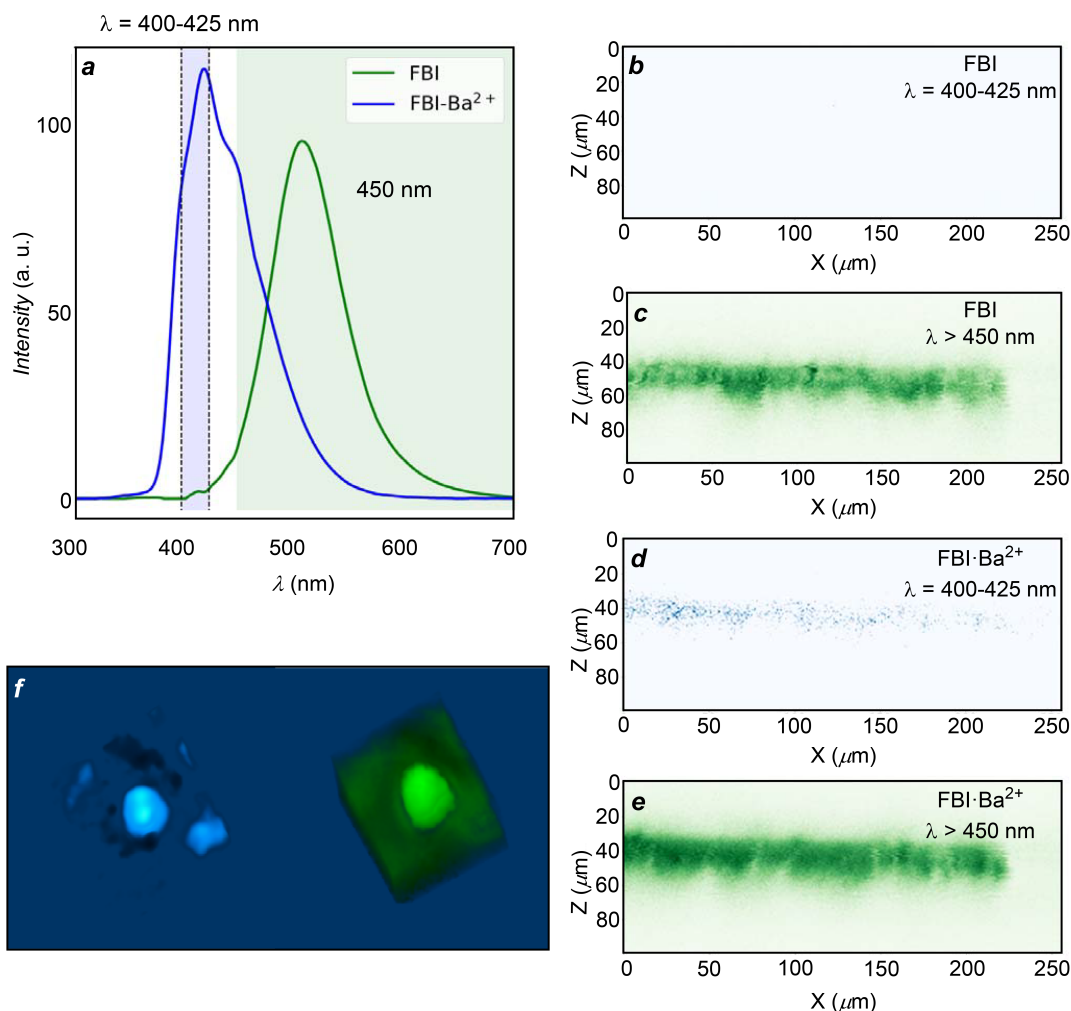 λ = 400-425 nm
a
FBI
FBI-Ba²⁺
450 nm
100
50
0
Intensity (a. u.)
300 400 500 600 700
λ (nm)
b
FBI
λ = 400-425 nm
0
20
40
60
80
Z (μm)
0 50 100 150 200 250
X (μm)
c
FBI
λ > 450 nm
0
20
40
60
80
Z (μm)
0 50 100 150 200 250
X (μm)
d
FBI·Ba²⁺
λ = 400-425 nm
0
20
40
60
80
Z (μm)
0 50 100 150 200 250
X (μm)
e
FBI·Ba²⁺
λ > 450 nm
0
20
40
60
80
Z (μm)
0 50 100 150 220 250
X (μm)
f